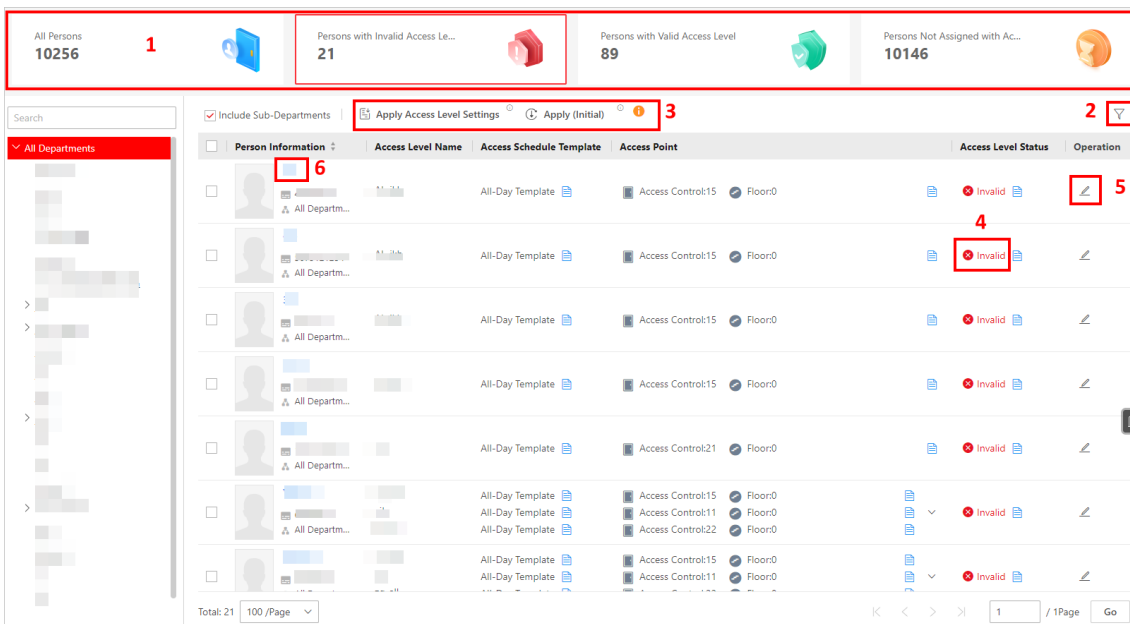 All Persons
10256
1
Persons with Invalid Access Le...
21
Persons with Valid Access Level
89
Persons Not Assigned with Ac...
10146
Search
Include Sub-Departments
Apply Access Level Settings
Apply (Initial)
3
2
All Departments
Person Information
Access Level Name
Access Schedule Template
Access Point
Access Level Status
Operation
6
All Departm...
All-Day Template
Access Control:15
Floor:0
Invalid
5
4
All Departm...
All-Day Template
Access Control:15
Floor:0
Invalid
All Departm...
All-Day Template
Access Control:15
Floor:0
Invalid
All Departm...
All-Day Template
Access Control:15
Floor:0
Invalid
All Departm...
All-Day Template
Access Control:21
Floor:0
Invalid
All Departm...
All-Day Template
Access Control:15
Floor:0
All-Day Template
Access Control:11
Floor:0
All-Day Template
Access Control:22
Floor:0
Invalid
All-Day Template
Access Control:15
Floor:0
All-Day Template
Access Control:11
Floor:0
Invalid
Total: 21
100 /Page
1
/ 1Page
Go